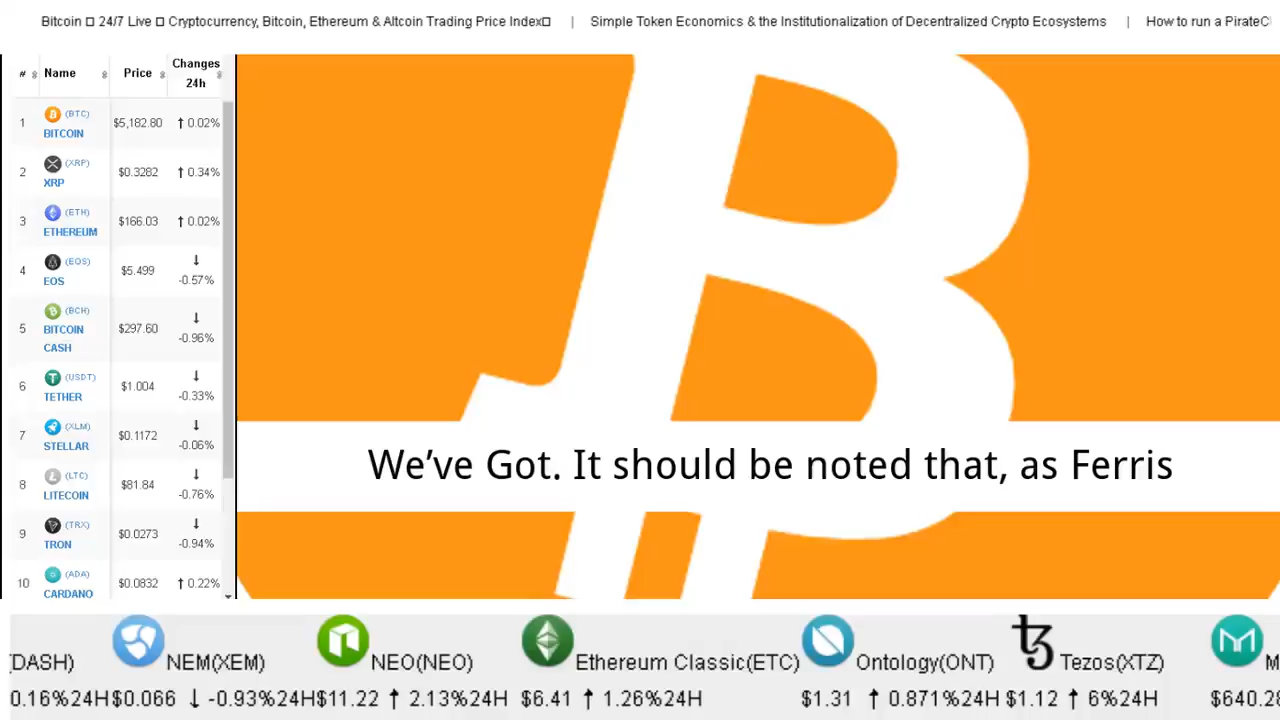 Bitcoin □ 24/7 Live □ Cryptocurrency, Bitcoin, Ethereum & Altcoin Trading Price Index□ | Simple Token Economics & the Institutionalization of Decentralized Crypto Ecosystems | How to run a PirateC
# Name Price Changes 24h
1 (BTC) BITCOIN $5,182.80 ↑ 0.02%
2 (XRP) XRP $0.3282 ↑ 0.34%
3 (ETH) ETHEREUM $166.03 ↑ 0.02%
4 (EOS) EOS $5.499 ↓ -0.57%
5 (BCH) BITCOIN CASH $297.60 ↓ -0.96%
6 (USDT) TETHER $1.004 ↓ -0.33%
7 (XLM) STELLAR $0.1172 ↓ -0.06%
8 (LTC) LITECOIN $81.84 ↓ -0.76%
9 (TRX) TRON $0.0273 ↓ -0.94%
10 (ADA) CARDANO $0.0832 ↑ 0.22%
We've Got. It should be noted that, as Ferris
(DASH) NEM(XEM) NEO(NEO) Ethereum Classic(ETC) Ontology(ONT) Tezos(XTZ) M
0.16%24H $0.066 ↓ -0.93%24H $11.22 ↑ 2.13%24H $6.41 ↑ 1.26%24H $1.31 ↑ 0.871%24H $1.12 ↑ 6%24H $640.28